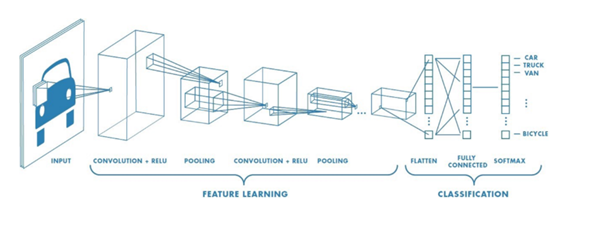 CAR
TRUCK
VAN
BICYCLE
INPUT
CONVOLUTION + RELU
POOLING
CONVOLUTION + RELU
POOLING
FLATTEN
FULLY
CONNECTED
SOFTMAX
FEATURE LEARNING
CLASSIFICATION